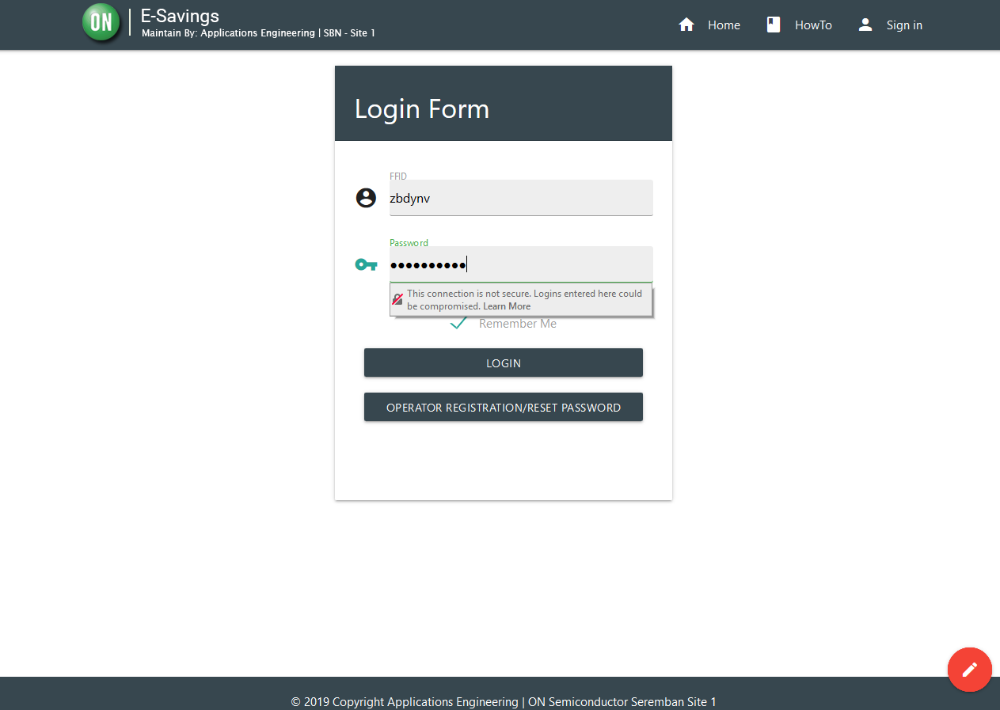 ON
E-Savings
Maintain By: Applications Engineering | SBN - Site 1
Home
HowTo
Sign in
Login Form
FFID
zbdynv
Password
●●●●●●●●●●
This connection is not secure. Logins entered here could
be compromised. Learn More
Remember Me
LOGIN
OPERATOR REGISTRATION/RESET PASSWORD
© 2019 Copyright Applications Engineering | ON Semiconductor Seremban Site 1